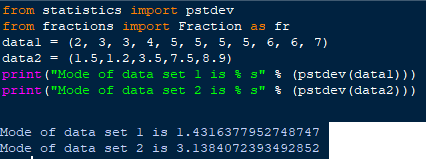 from statistics import pstdev
from fractions import Fraction as fr
data1 = (2, 3, 3, 4, 5, 5, 5, 5, 6, 6, 7)
data2 = (1.5,1.2,3.5,7.5,8.9)
print("Mode of data set 1 is % s" % (pstdev(data1)))
print("Mode of data set 2 is % s" % (pstdev(data2)))
Mode of data set 1 is 1.4316377952748747
Mode of data set 2 is 3.1384072393492852